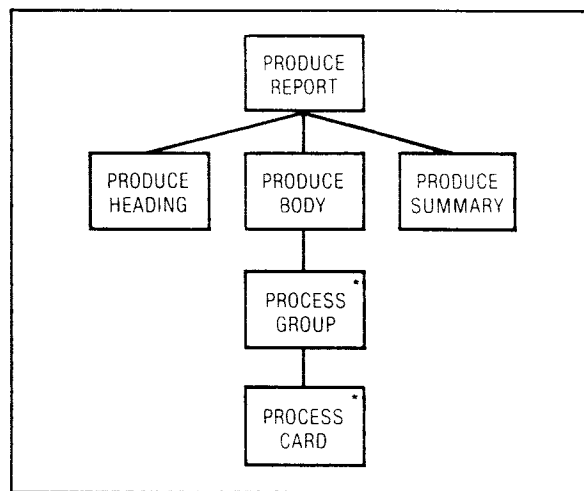 PRODUCE
REPORT
PRODUCE
HEADING
PRODUCE
BODY
PRODUCE
SUMMARY
*
PROCESS
GROUP
*
PROCESS
CARD